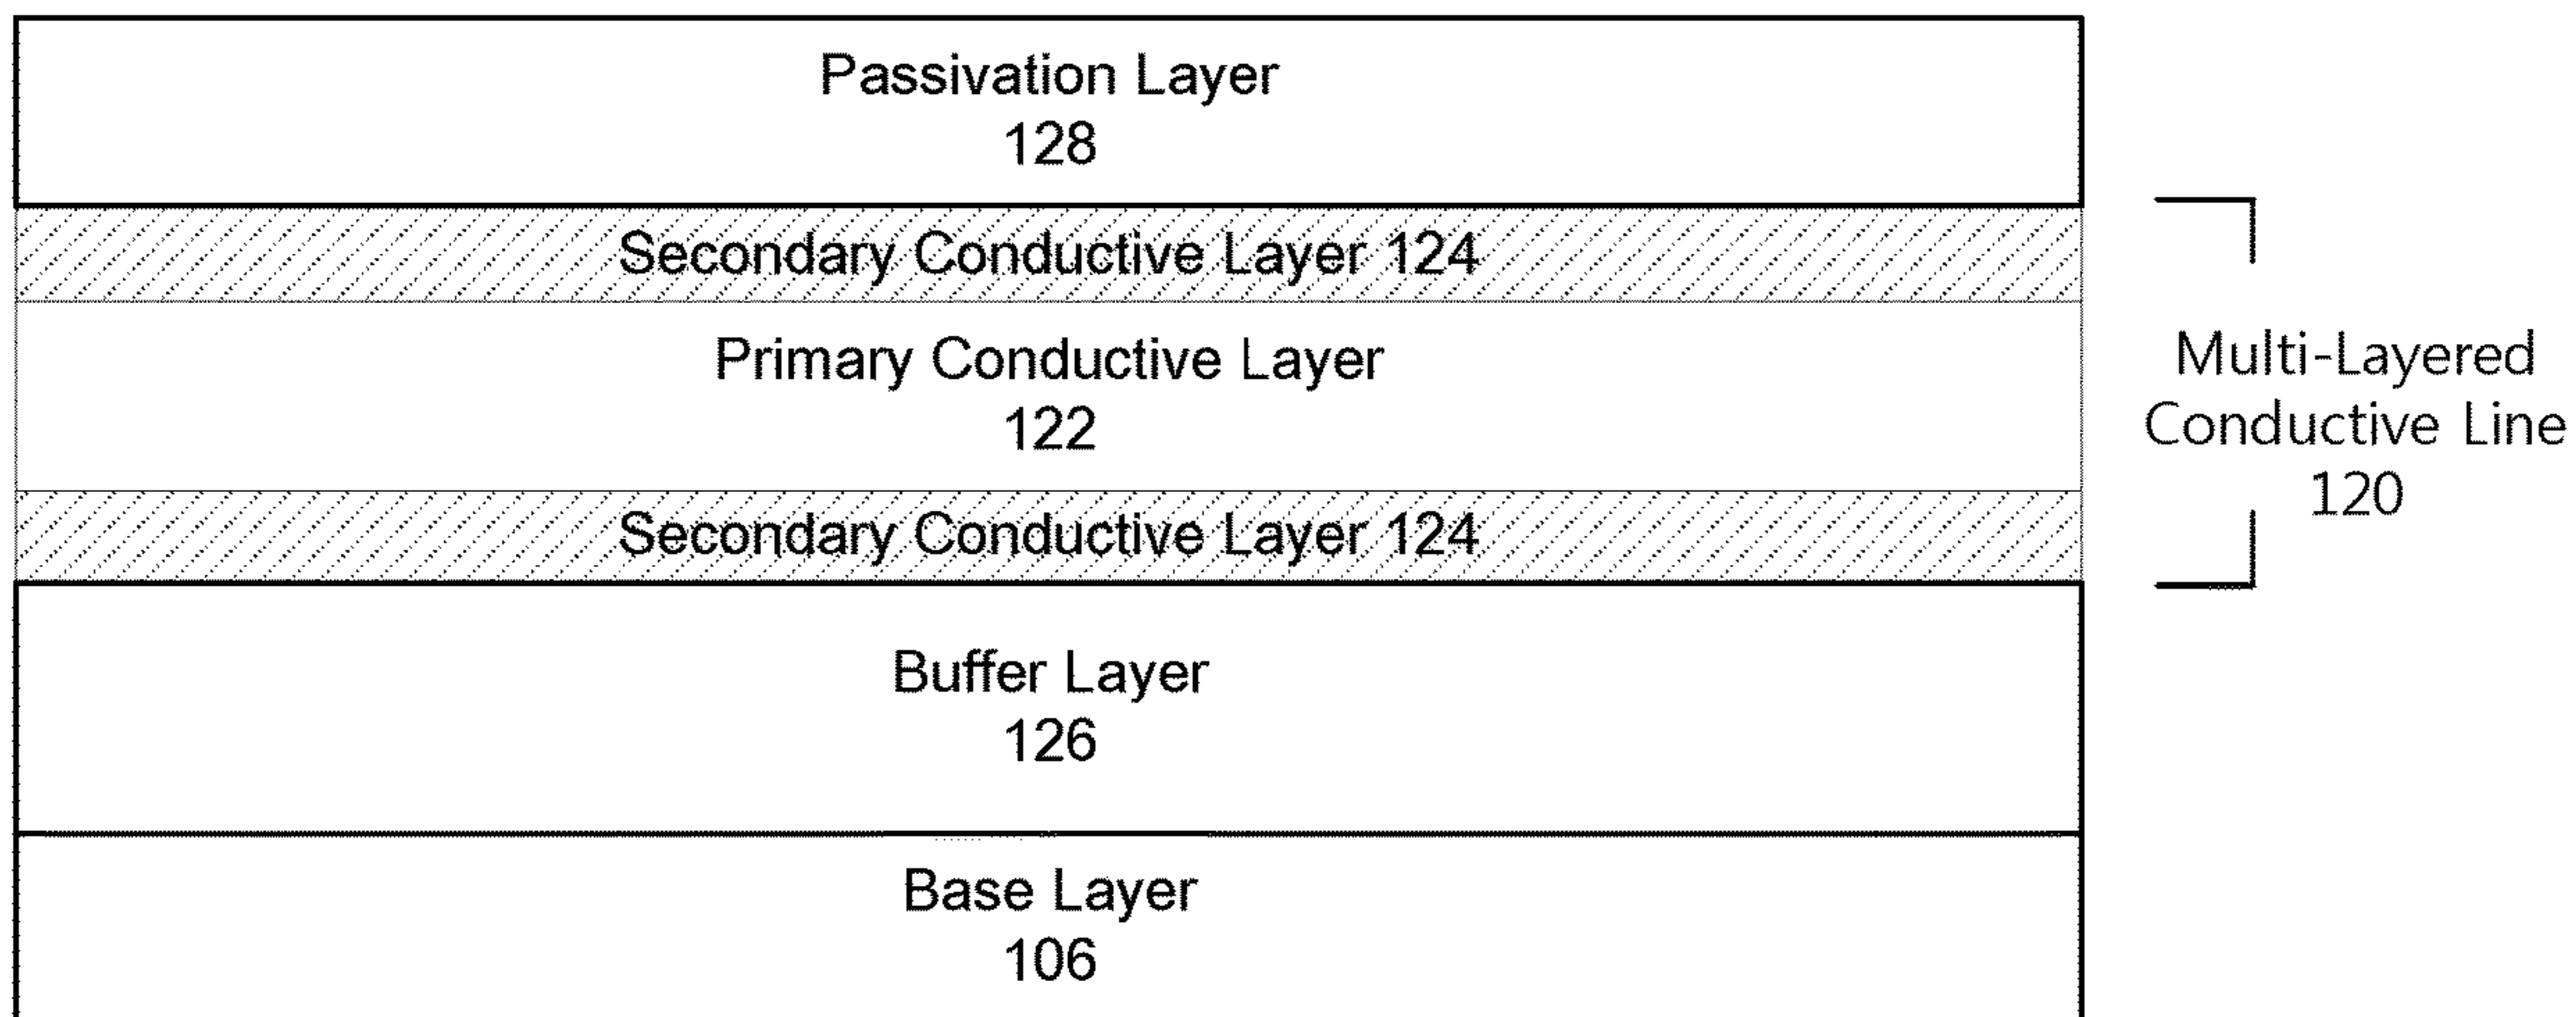 Passivation Layer
128
Secondary Conductive Layer 124
Primary Conductive Layer
122
Secondary Conductive Layer 124
Buffer Layer
126
Base Layer
106
Multi-Layered
Conductive Line
120